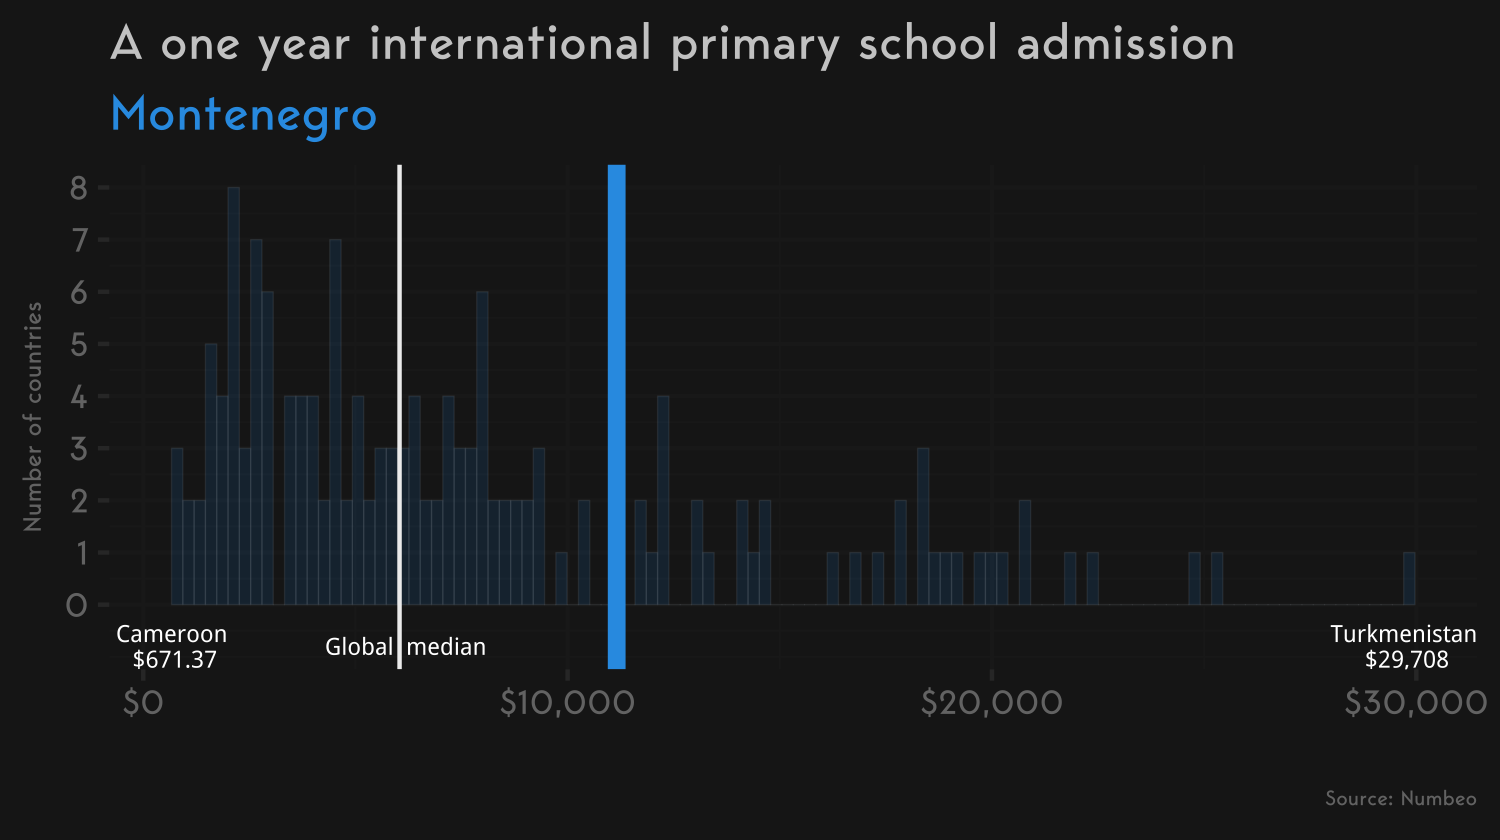 A one year international primary school admission
Montenegro
Number of countries
8
7
6
5
4
3
2
1
0
Cameroon
$671.37
Global median
Turkmenistan
$29,708
$0 $10,000 $20,000 $30,000
Source: Numbeo